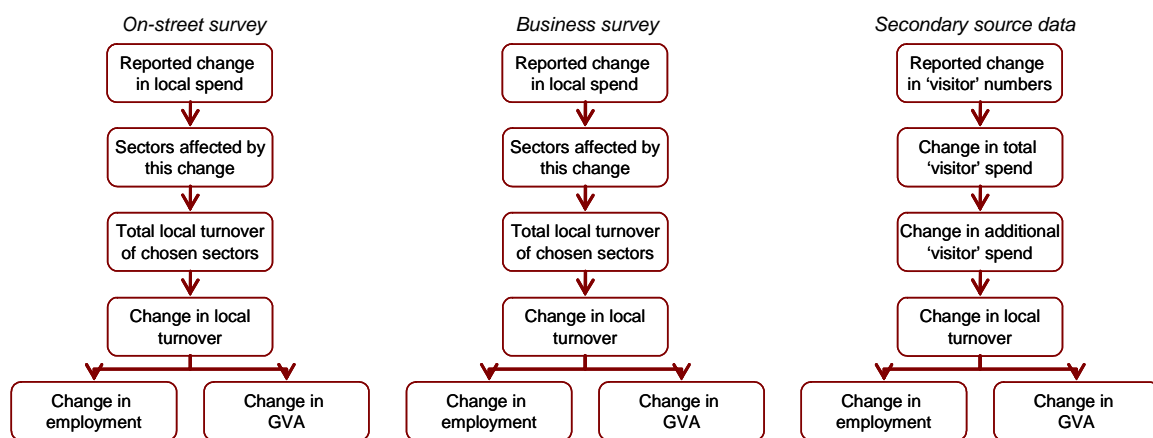 On-street survey
Reported change
in local spend
Sectors affected by
this change
Total local turnover
of chosen sectors
Change in local
turnover
Change in
employment
Change in
GVA
Business survey
Reported change
in local spend
Sectors affected by
this change
Total local turnover
of chosen sectors
Change in local
turnover
Change in
employment
Change in
GVA
Secondary source data
Reported change
in ‘visitor’ numbers
Change in total
‘visitor’ spend
Change in additional
‘visitor’ spend
Change in local
turnover
Change in
employment
Change in
GVA